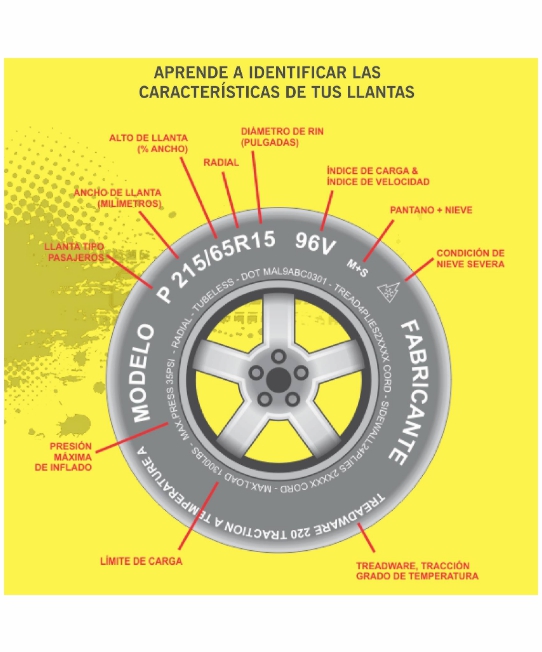 APRENDE A IDENTIFICAR LAS
CARACTERÍSTICAS DE TUS LLANTAS
DIÁMETRO DE RIN
(PULGADAS)
ALTO DE LLANTA
(% ANCHO)
RADIAL
ÍNDICE DE CARGA &
ÍNDICE DE VELOCIDAD
ANCHO DE LLANTA
(MILÍMETROS)
PANTANO + NIEVE
LLANTA TIPO
PASAJEROS
CONDICIÓN DE
NIEVE SEVERA
P 215/65R15 96V M+S
MODELO
FABRICANTE
MAX.LOAD 1300LBS - MAX.PRESS 35PSI - RADIAL - TUBELESS - DOT MAL9ABC0301 - TREAD4PLIES2XXXX CORD - SIDEWALL24PLIES 2XXXX CORD -
TREADWARE 220 TRACTION A TEMPERATURE A
PRESIÓN
MÁXIMA
DE INFLADO
LÍMITE DE CARGA
TREADWARE, TRACCIÓN
GRADO DE TEMPERATURA